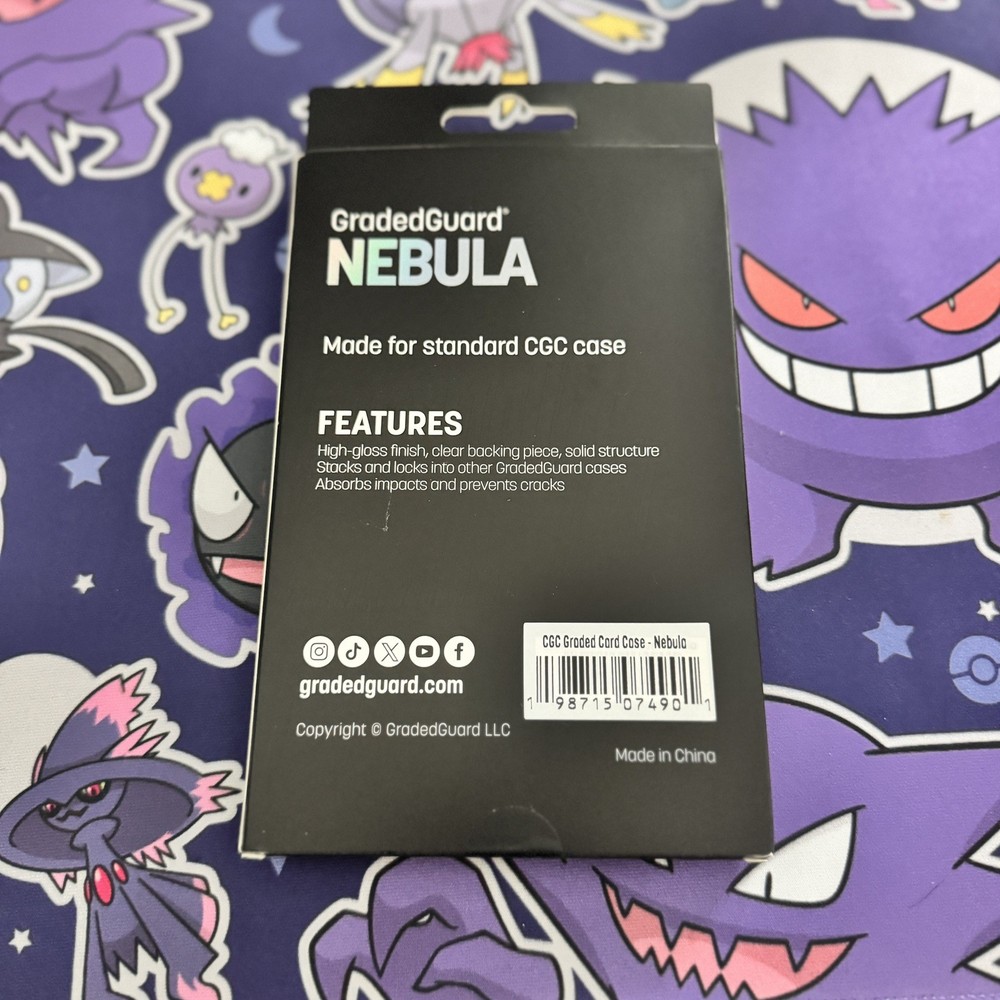 GradedGuard®
NEBULA
Made for standard CGC case
FEATURES
High-gloss finish, clear backing piece, solid structure
Stacks and locks into other GradedGuard cases
Absorbs impacts and prevents cracks
gradedguard.com
Copyright © GradedGuard LLC
CGC Graded Card Case - Nebula
1 98715 07490 1
Made in China